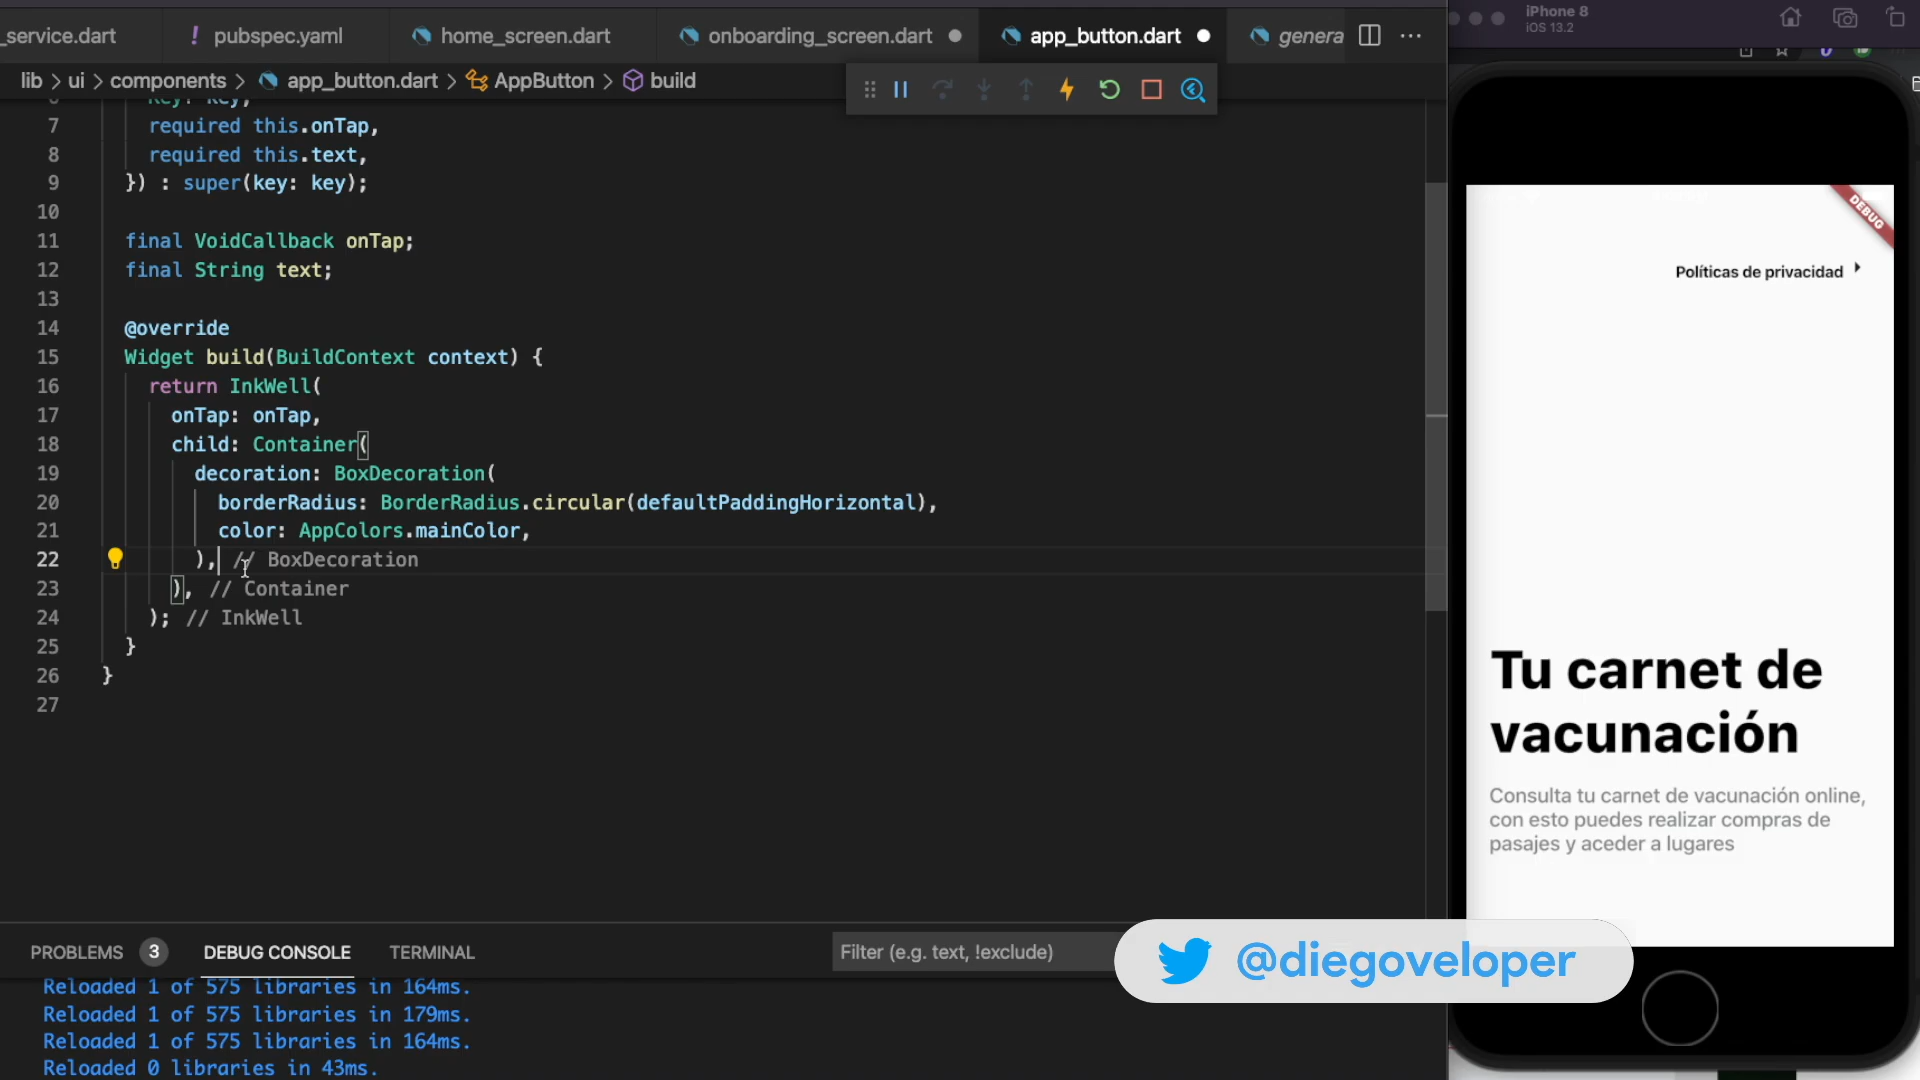 _service.dart
! pubspec.yaml
home_screen.dart
onboarding_screen.dart
app_button.dart
genera
lib > ui > components > app_button.dart > AppButton > build
Key? key,
7 required this.onTap,
8 required this.text,
9 }) : super(key: key);
10
11 final VoidCallback onTap;
12 final String text;
13
14 @override
15 Widget build(BuildContext context) {
16 return InkWell(
17 onTap: onTap,
18 child: Container(
19 decoration: BoxDecoration(
20 borderRadius: BorderRadius.circular(defaultPaddingHorizontal),
21 color: AppColors.mainColor,
22 ), // BoxDecoration
23 ), // Container
24 ); // InkWell
25 }
26 }
27
PROBLEMS 3 DEBUG CONSOLE TERMINAL
Filter (e.g. text, !exclude)
Reloaded 1 of 575 libraries in 164ms.
Reloaded 1 of 575 libraries in 179ms.
Reloaded 1 of 575 libraries in 164ms.
Reloaded 0 libraries in 43ms.
iPhone 8
iOS 13.2
DEBUG
Políticas de privacidad
Tu carnet de
vacunación
Consulta tu carnet de vacunación online,
con esto puedes realizar compras de
pasajes y aceder a lugares
@diegoveloper